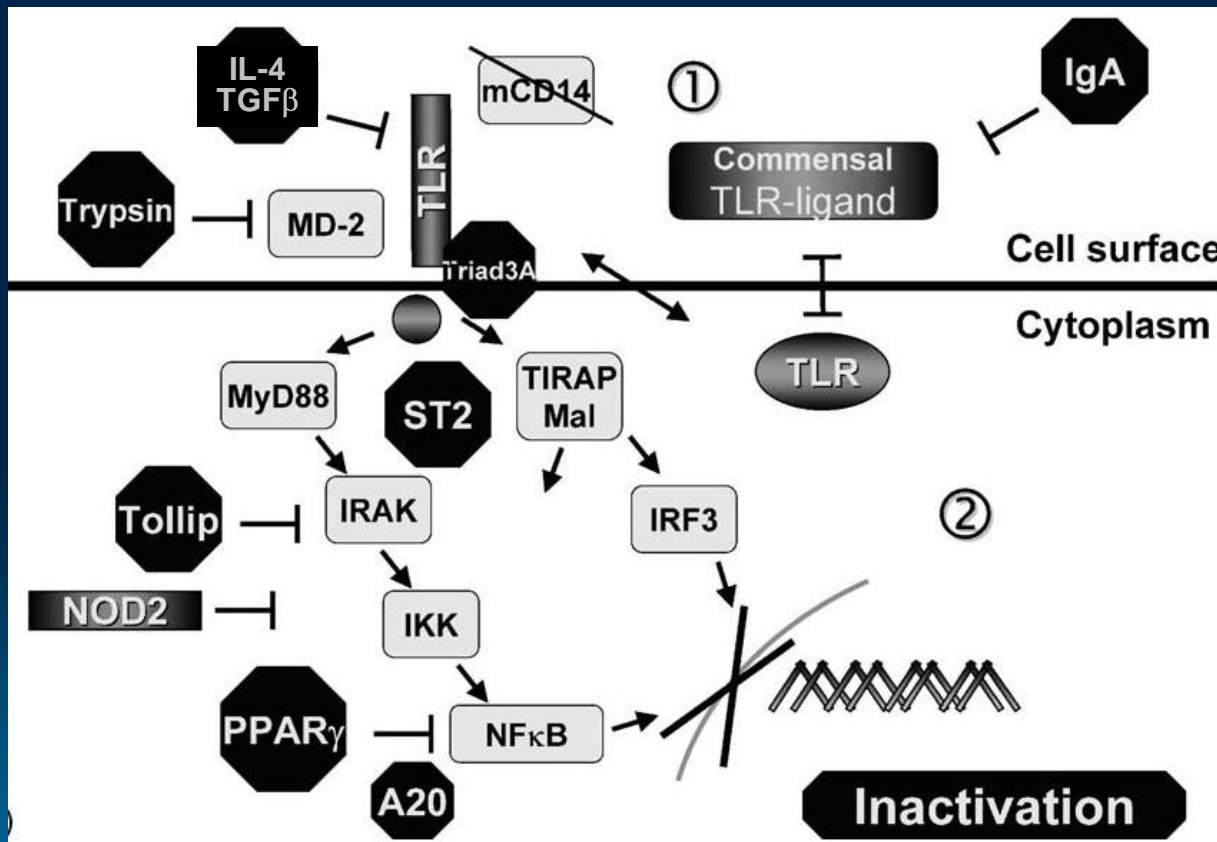 IL-4
TGFβ
mCD14
①
IgA
TLR
Commensal
TLR-ligand
Trypsin
MD-2
Triad3A
Cell surface
Cytoplasm
TLR
MyD88
ST2
TIRAP
Mal
Tollip
IRAK
IRF3
②
NOD2
IKK
PPARγ
NFκB
A20
Inactivation